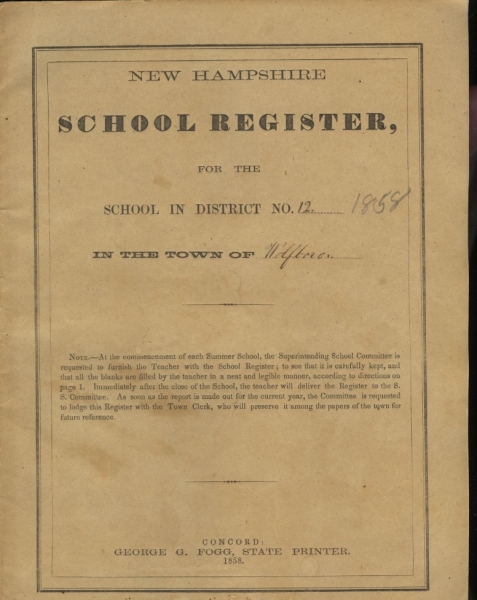 NEW HAMPSHIRE
SCHOOL REGISTER,
FOR THE
SCHOOL IN DISTRICT NO. 12. 1858
IN THE TOWN OF Wolfboro.
NOTE.—At the commencement of each Summer School, the Superintending School Committee is
requested to furnish the Teacher with the School Register; to see that it is carefully kept, and
that all the blanks are filled by the teacher in a neat and legible manner, according to directions on
page 1. Immediately after the close of the School, the teacher will deliver the Register to the S.
S. Committee. As soon as the report is made out for the current year, the Committee is requested
to lodge this Register with the Town Clerk, who will preserve it among the papers of the town for
future reference.
CONCORD:
GEORGE G. FOGG, STATE PRINTER.
1858.